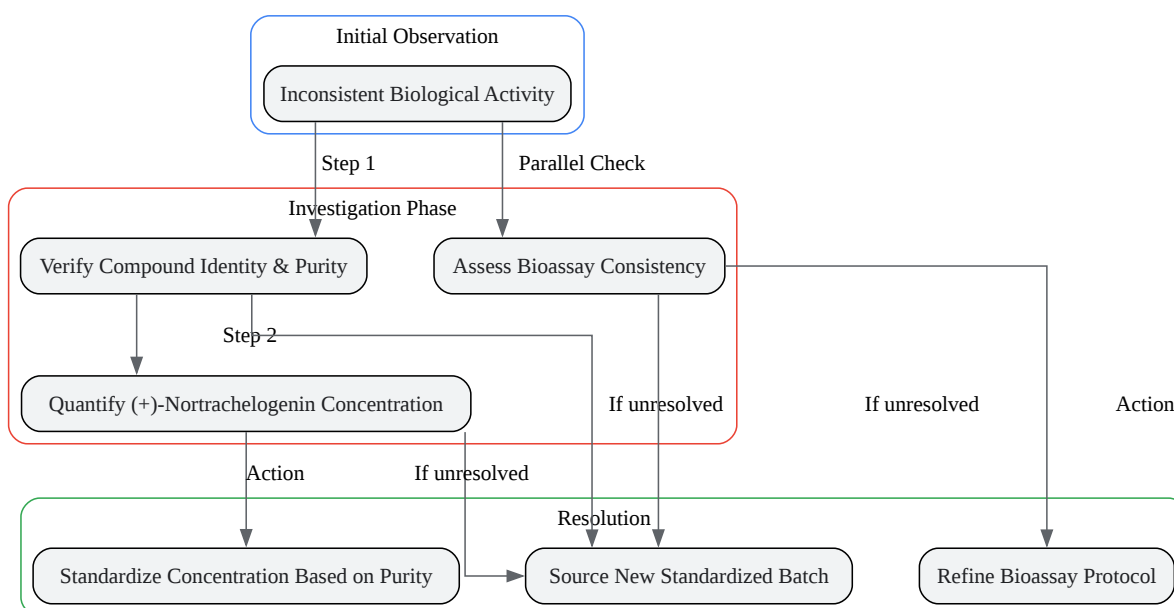 Initial Observation
Inconsistent Biological Activity
Step 1
Parallel Check
Investigation Phase
Verify Compound Identity & Purity
Assess Bioassay Consistency
Step 2
Quantify (+)-Nortrachelogenin Concentration
If unresolved
If unresolved
Action
Action
If unresolved
Resolution
Standardize Concentration Based on Purity
Source New Standardized Batch
Refine Bioassay Protocol